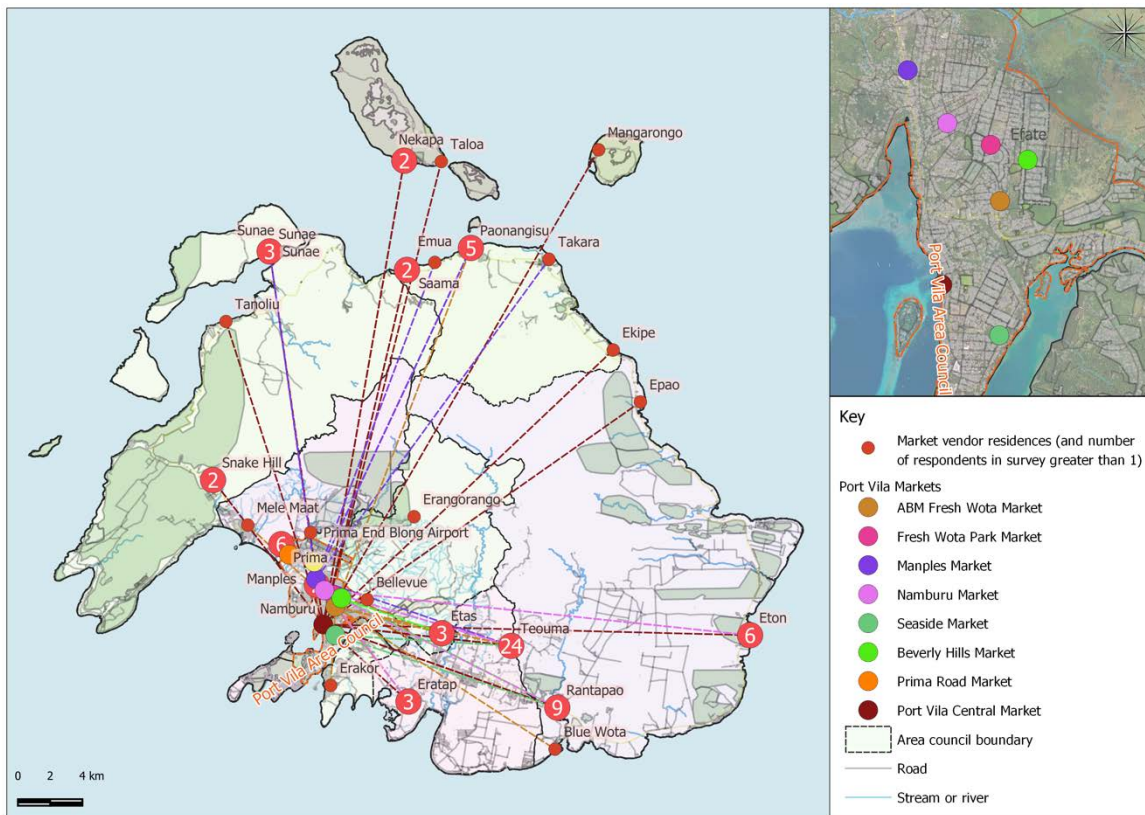 Nekapa
Taloa
2
Mangarongo
Sunae
Sunae
3
Sunae
Emua
5
Paonangisu
Takara
2
Saama
Tanoliu
Ekipe
Epao
Snake Hill
2
Mele Maat
Erangorango
6
Prima End Blong Airport
Prima
Manples
Bellevue
Namburu
Etas
3
Teouma
24
Eton
6
Port Vila Area Council
Erakor
Eratap
3
Rantapao
9
Blue Wota
0 2 4 km
Efate
Port Vila Area Council
Key
Market vendor residences (and number
of respondents in survey greater than 1)
Port Vila Markets
ABM Fresh Wota Market
Fresh Wota Park Market
Manples Market
Namburu Market
Seaside Market
Beverly Hills Market
Prima Road Market
Port Vila Central Market
Area council boundary
Road
Stream or river